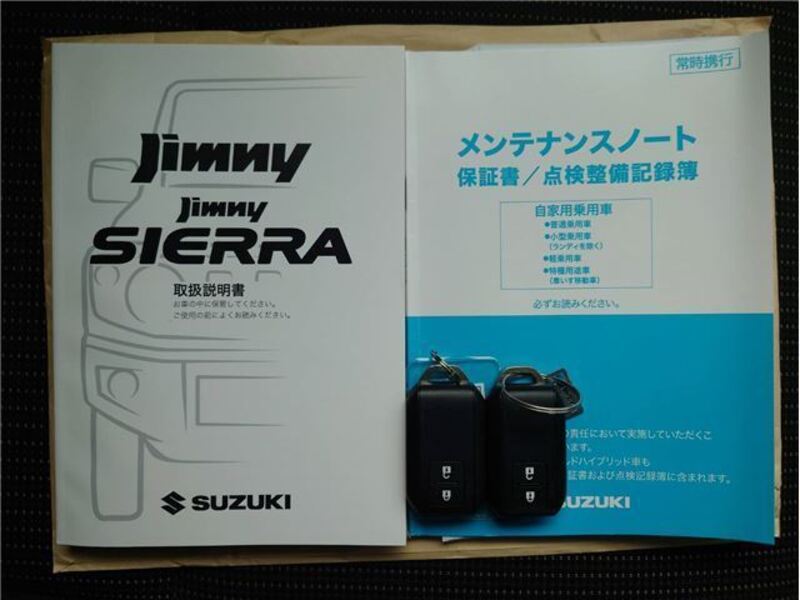 Jimny
Jimny
SIERRA
取扱説明書
お車の中に保管してください。
ご使用の前によくお読みください。
SUZUKI
常時携行
メンテナンスノート
保証書／点検整備記録簿
自家用乗用車
●普通乗用車
●小型乗用車
（ランディを除く）
●軽乗用車
●特種用途車
（車いす移動車）
必ずお読みください。
の責任において実施していただくこ
います。
ルドハイブリッド車も
証書および点検記録簿に含まれます。
UZUKI